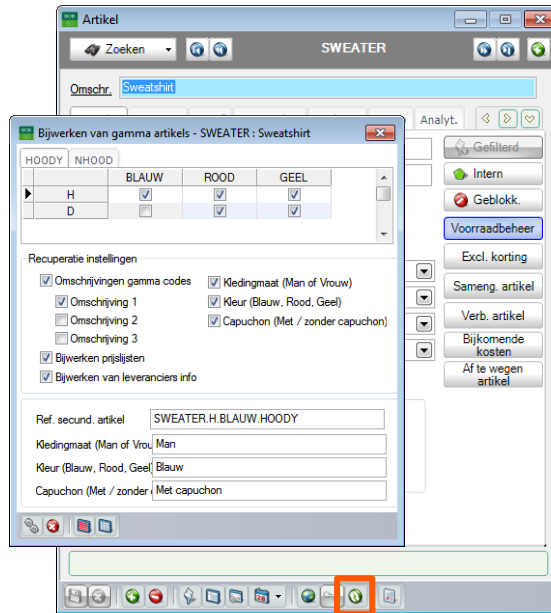 Artikel
Zoeken
SWEATER
Omschr. Sweatshirt
Analyt.
Gefilterd
Intern
Geblokk.
Voorraadbeheer
Excl. korting
Sameng. artikel
Verb. artikel
Bijkomende
kosten
Af te wegen
artikel
Bijwerken van gamma artikels - SWEATER : Sweatshirt
HOODY NHOOD
BLAUW ROOD GEEL
H
D
Recuperatie instellingen
Omschrijvingen gamma codes
Omschrijving 1
Omschrijving 2
Omschrijving 3
Bijwerken prijslijsten
Bijwerken van leveranciers info
Kledingmaat (Man of Vrouw)
Kleur (Blauw, Rood, Geel)
Capuchon (Met / zonder capuchon)
Ref. secund. artikel SWEATER.H.BLAUW.HOODY
Kledingmaat (Man of Vrou Man
Kleur (Blauw, Rood, Geel) Blauw
Capuchon (Met / zonder Met capuchon